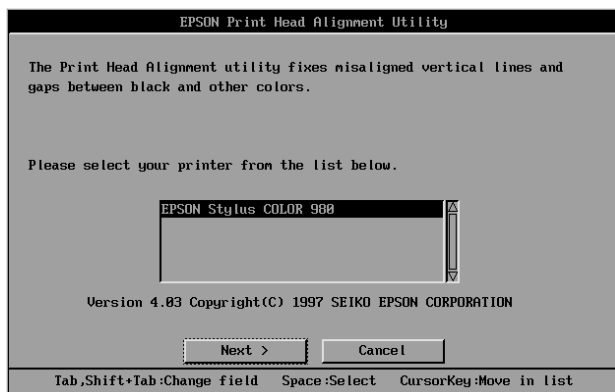 EPSON Print Head Alignment Utility
The Print Head Alignment utility fixes misaligned vertical lines and
gaps between black and other colors.
Please select your printer from the list below.
EPSON Stylus COLOR 980
Version 4.03 Copyright(C) 1997 SEIKO EPSON CORPORATION
Next > Cancel
Tab,Shift+Tab:Change field Space:Select CursorKey:Move in list